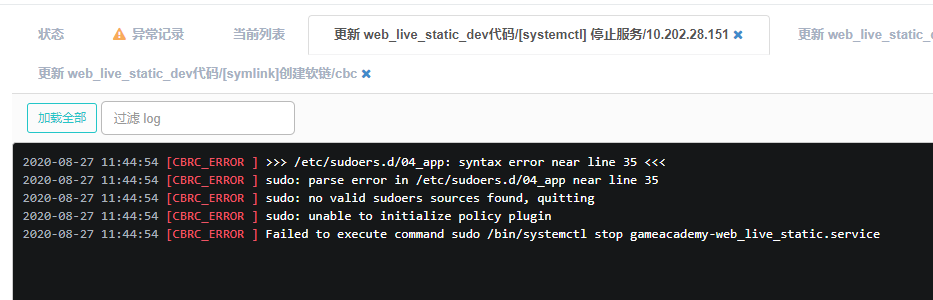 状态 异常记录 当前列表 更新 web_live_static_dev代码/[systemctl] 停止服务/10.202.28.151 更新 web_live_static_d
更新 web_live_static_dev代码/[symlink]创建软链/cbc
加载全部 过滤 log
2020-08-27 11:44:54 [CBRC_ERROR ] >>> /etc/sudoers.d/04_app: syntax error near line 35 <<<
2020-08-27 11:44:54 [CBRC_ERROR ] sudo: parse error in /etc/sudoers.d/04_app near line 35
2020-08-27 11:44:54 [CBRC_ERROR ] sudo: no valid sudoers sources found, quitting
2020-08-27 11:44:54 [CBRC_ERROR ] sudo: unable to initialize policy plugin
2020-08-27 11:44:54 [CBRC_ERROR ] Failed to execute command sudo /bin/systemctl stop gameacademy-web_live_static.service